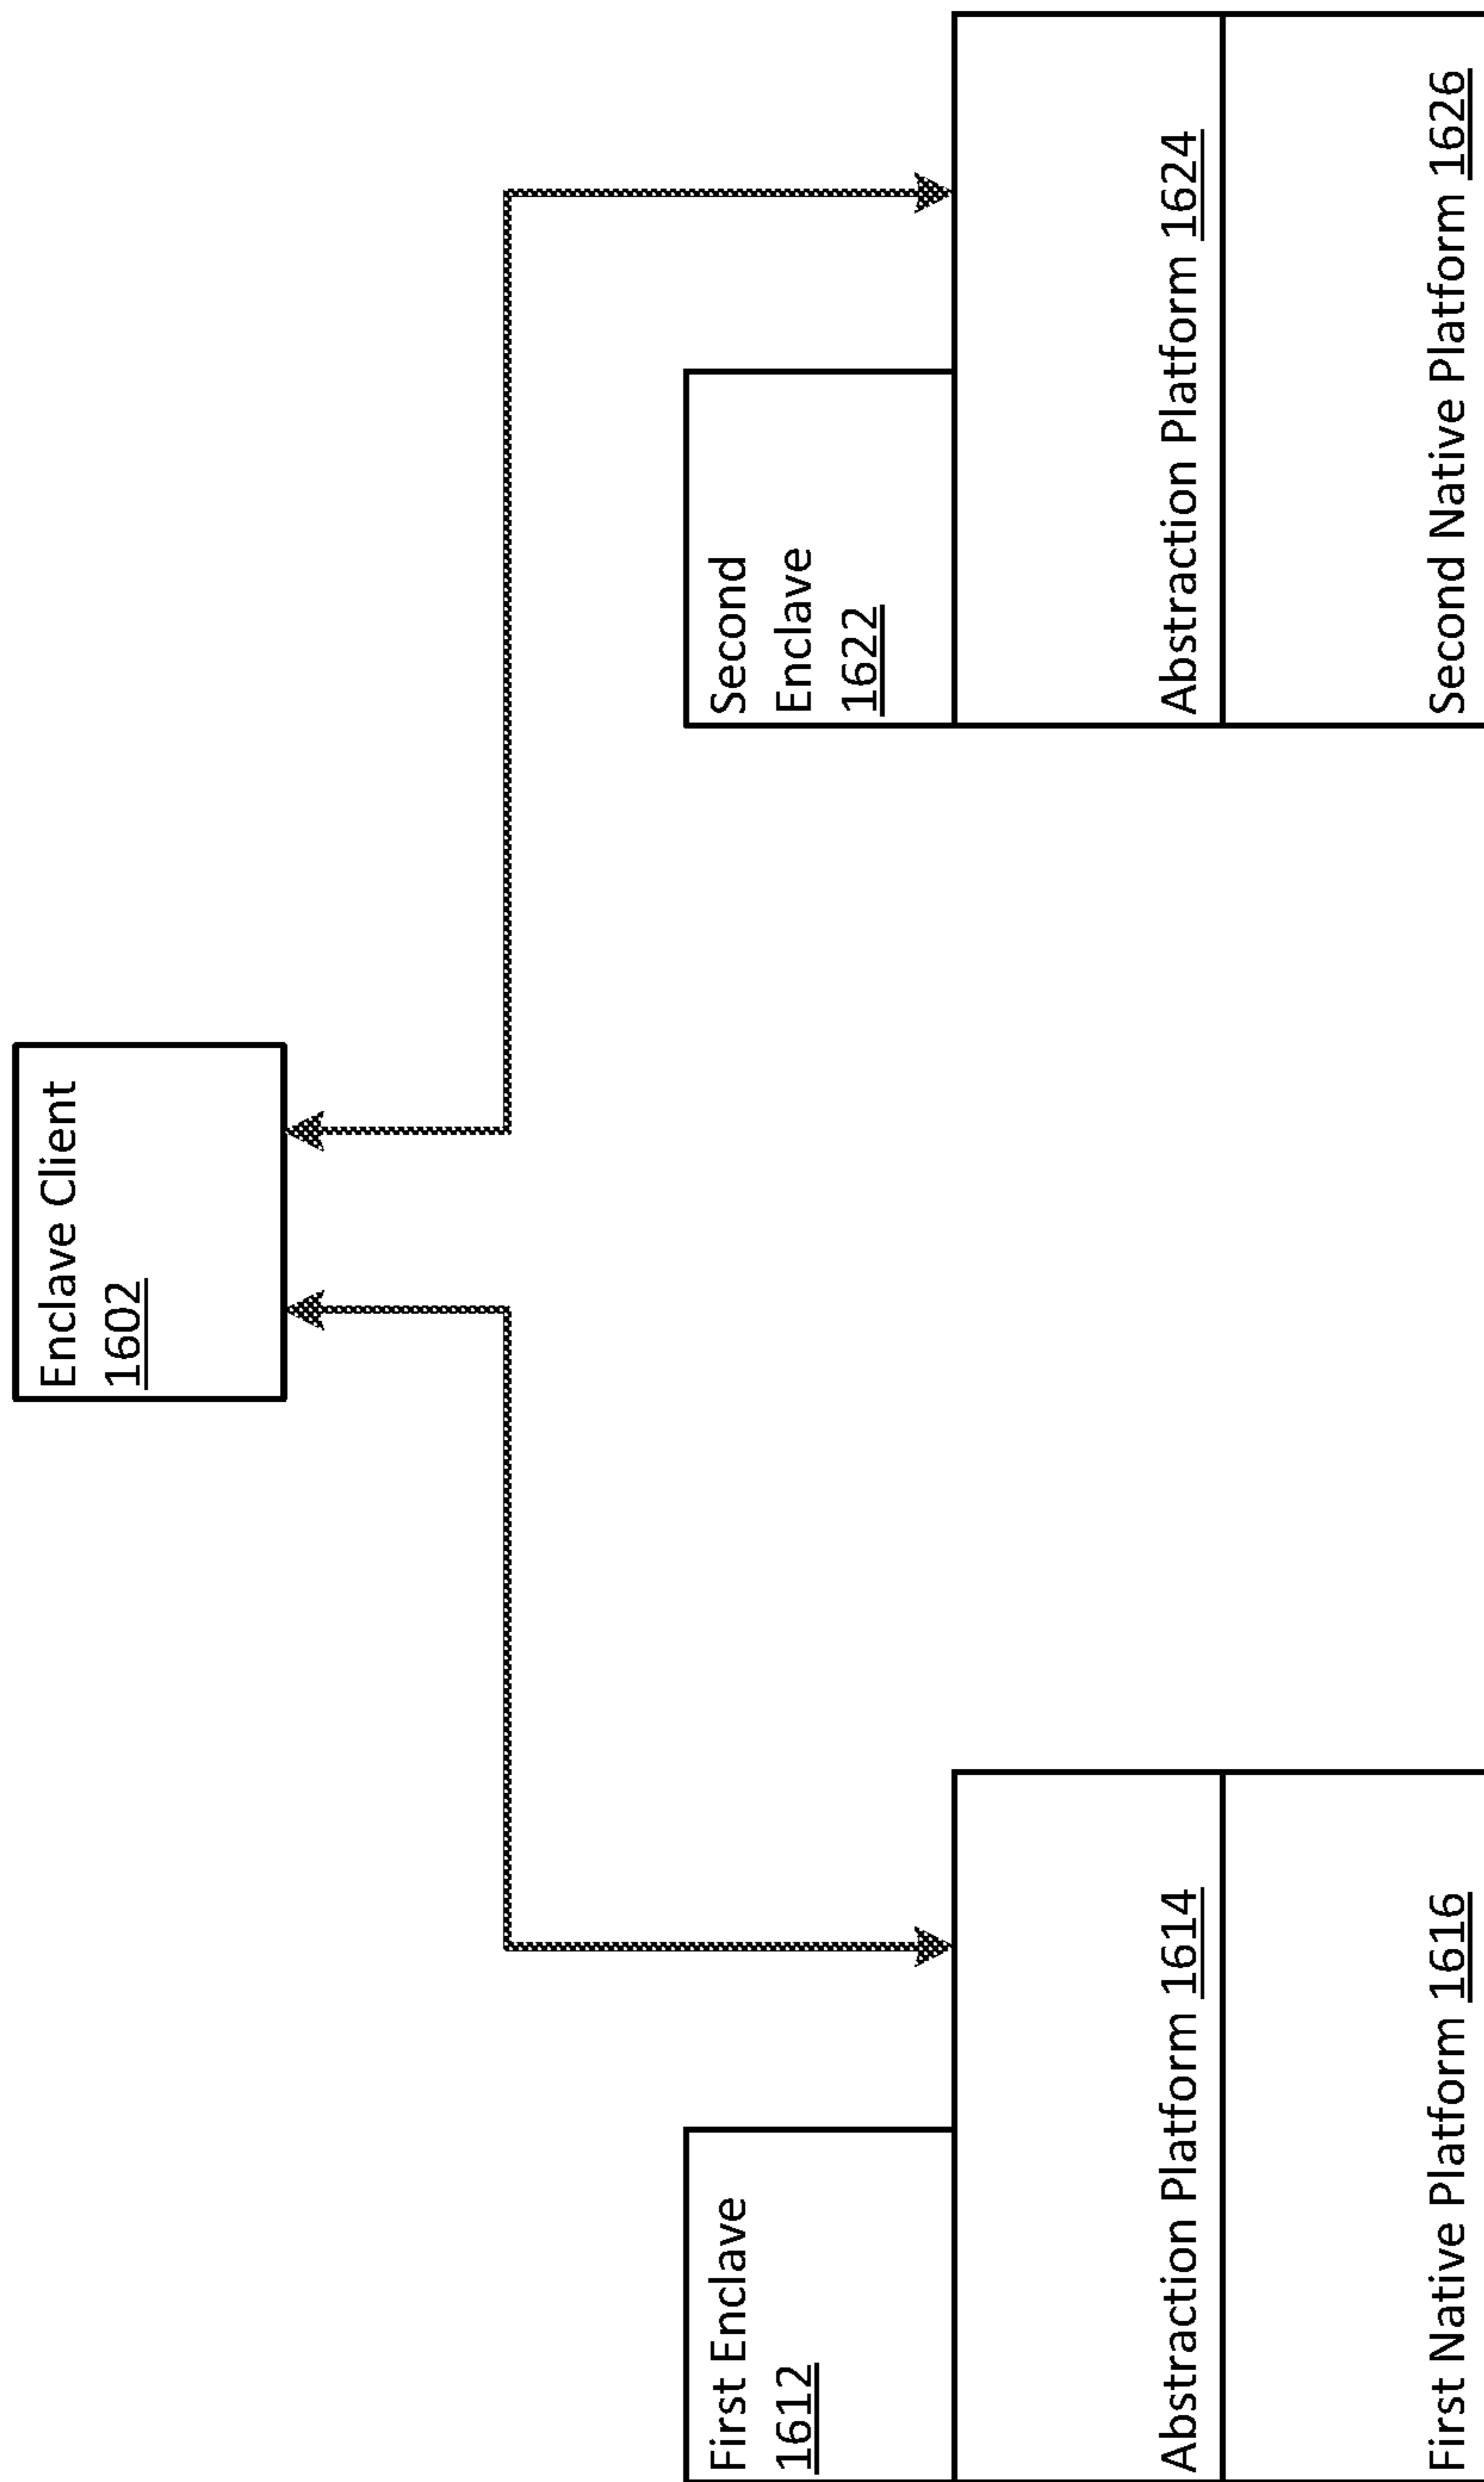 Enclave Client
1602
First Enclave
1612
Abstraction Platform 1614
First Native Platform 1616
Second
Enclave
1622
Abstraction Platform 1624
Second Native Platform 1626